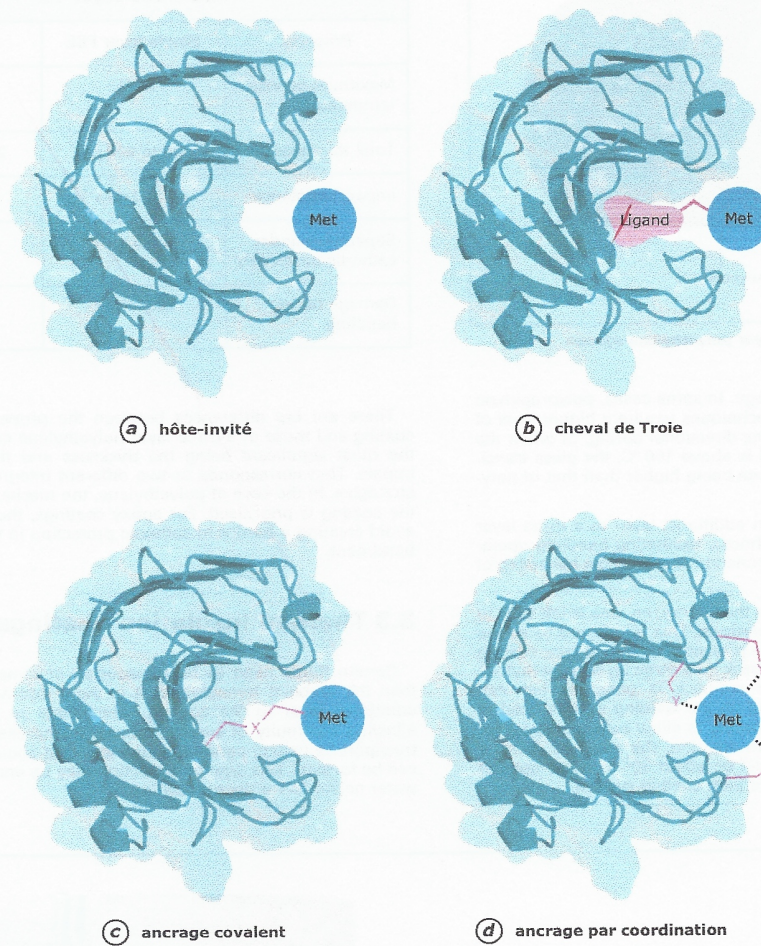 Met
Ligand
Met
a hôte-invité
b cheval de Troie
X
Met
Met
c ancrage covalent
d ancrage par coordination